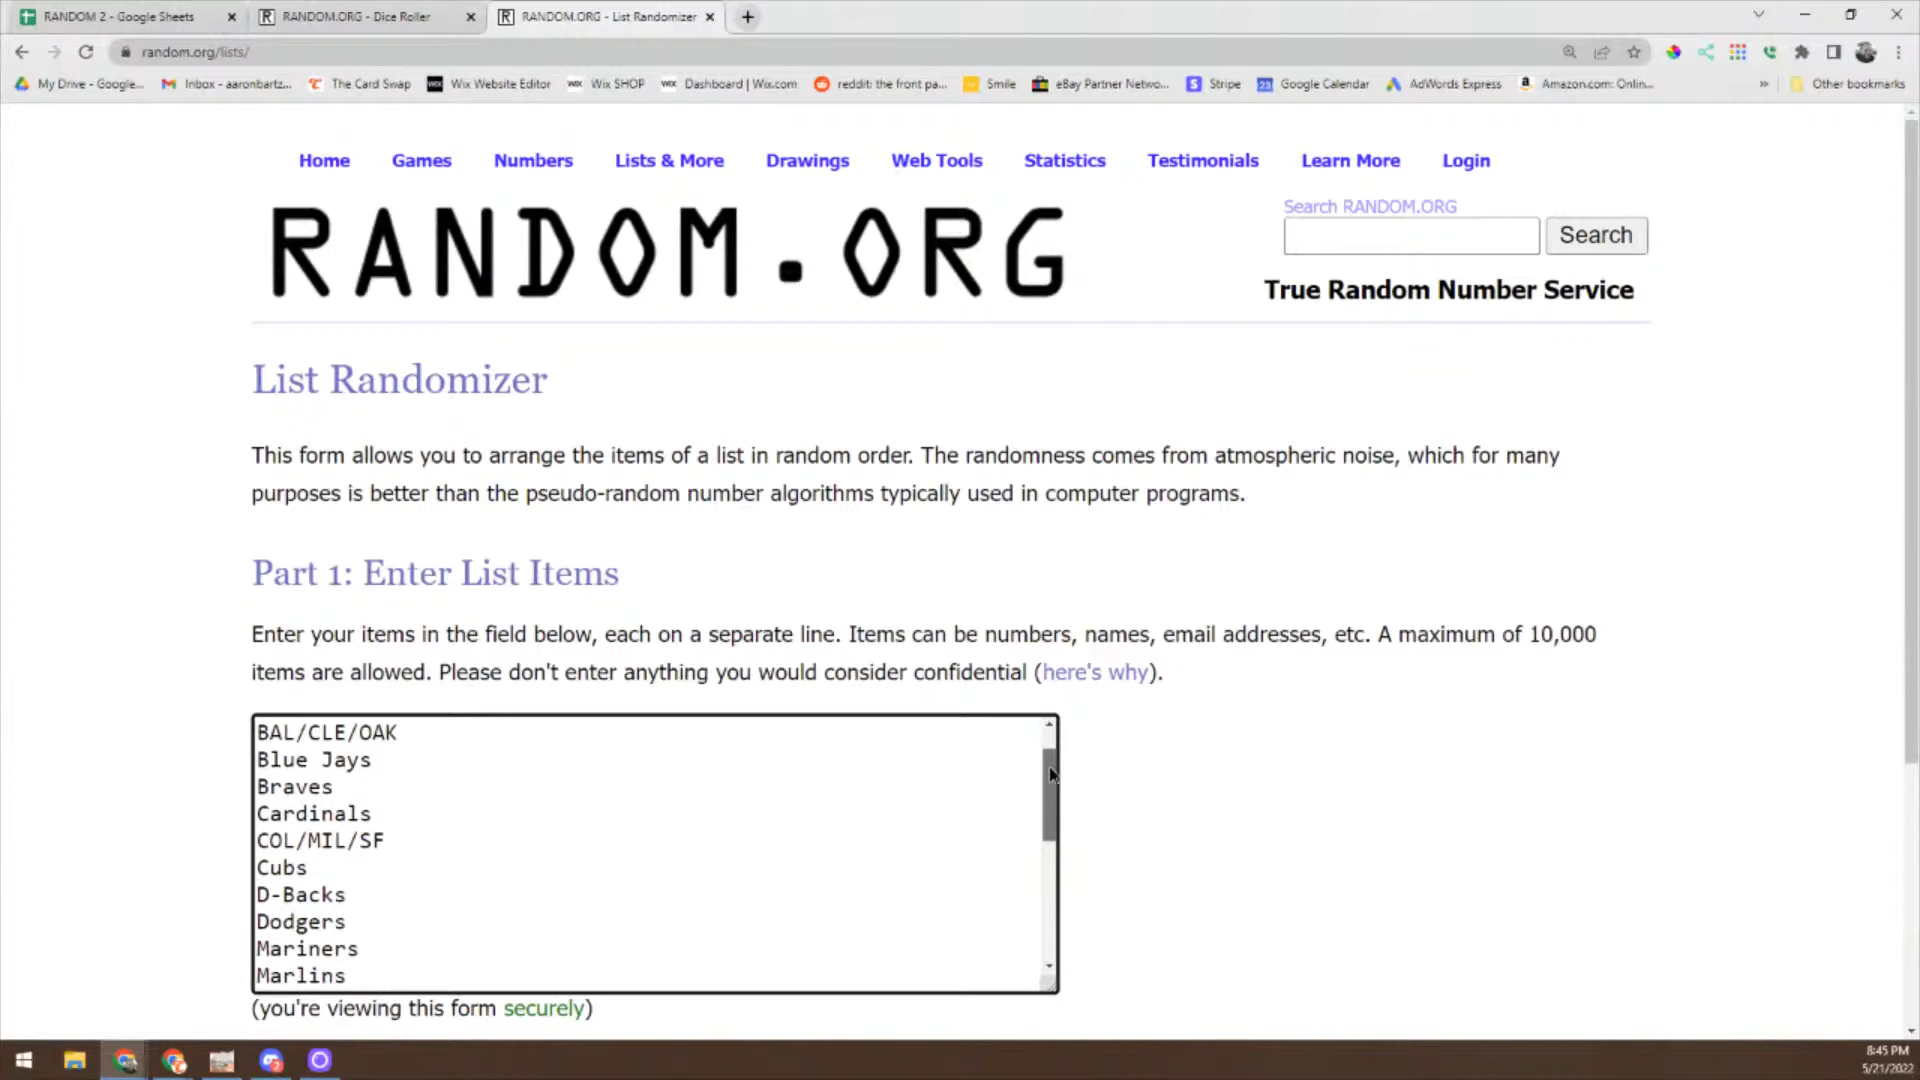 RANDOM 2 - Google Sheets
RANDOM.ORG - Dice Roller
RANDOM.ORG - List Randomizer
random.org/lists/
My Drive - Google...
Inbox - aaronbartz...
The Card Swap
Wix Website Editor
WIX Wix SHOP
WIX Dashboard | Wix.com
reddit: the front pa...
Smile
eBay Partner Netwo...
Stripe
Google Calendar
AdWords Express
Amazon.com: Onlin...
»
Other bookmarks
Home
Games
Numbers
Lists & More
Drawings
Web Tools
Statistics
Testimonials
Learn More
Login
RANDOM.ORG
Search RANDOM.ORG
Search
True Random Number Service
List Randomizer
This form allows you to arrange the items of a list in random order. The randomness comes from atmospheric noise, which for many
purposes is better than the pseudo-random number algorithms typically used in computer programs.
Part 1: Enter List Items
Enter your items in the field below, each on a separate line. Items can be numbers, names, email addresses, etc. A maximum of 10,000
items are allowed. Please don't enter anything you would consider confidential (here's why).
BAL/CLE/OAK
Blue Jays
Braves
Cardinals
COL/MIL/SF
Cubs
D-Backs
Dodgers
Mariners
Marlins
(you're viewing this form securely)
8:45 PM
5/21/2022